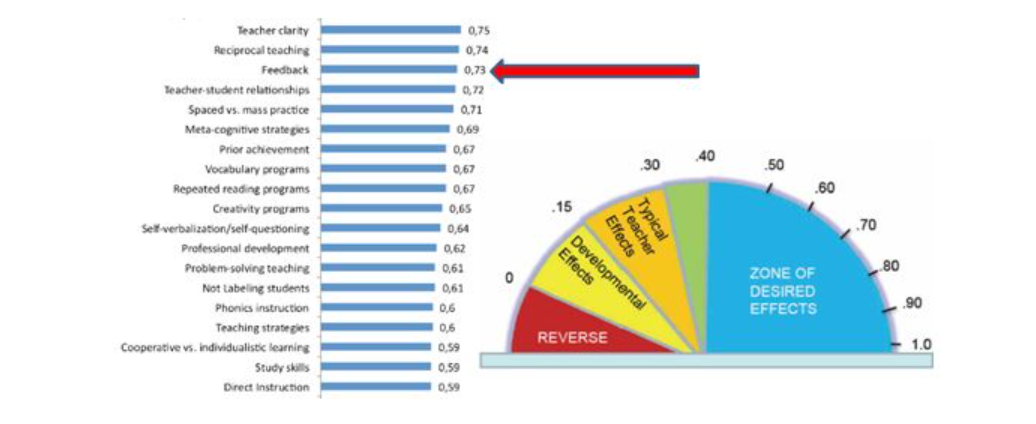 Teacher clarity 0,75
Reciprocal teaching 0,74
Feedback 0,73
Teacher-student relationships 0,72
Spaced vs. mass practice 0,71
Meta-cognitive strategies 0,69
Prior achievement 0,67
Vocabulary programs 0,67
Repeated reading programs 0,67
Creativity programs 0,65
Self-verbalization/self-questioning 0,64
Professional development 0,62
Problem-solving teaching 0,61
Not Labeling students 0,61
Phonics instruction 0,6
Teaching strategies 0,6
Cooperative vs. individualistic learning 0,59
Study skills 0,59
Direct Instruction 0,59
0
.15
.30
.40
.50
.60
.70
.80
.90
1.0
REVERSE
Developmental
Effects
Typical
Teacher
Effects
ZONE OF
DESIRED
EFFECTS